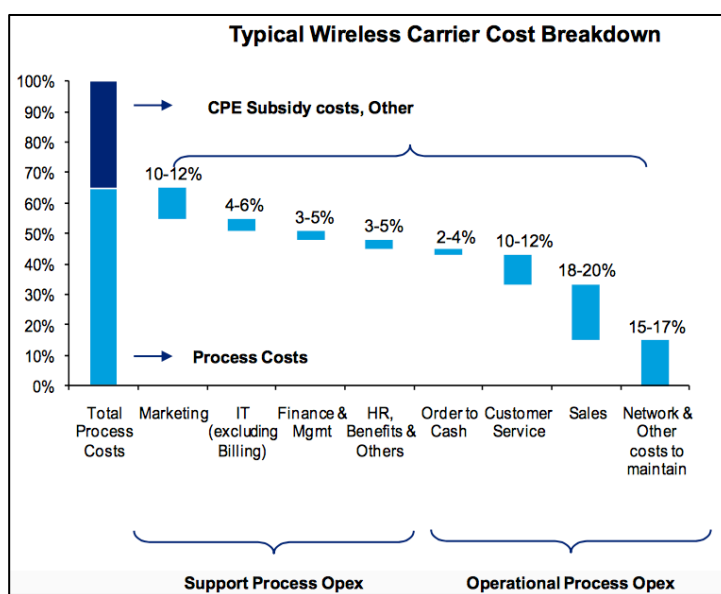 Typical Wireless Carrier Cost Breakdown
100%
90%
80%
70%
60%
50%
40%
30%
20%
10%
0%
CPE Subsidy costs, Other
10-12%
4-6%
3-5%
3-5%
2-4%
10-12%
18-20%
15-17%
Process Costs
Total
Process
Costs
Marketing
IT
(excluding
Billing)
Finance &
Mgmt
HR,
Benefits &
Others
Order to
Cash
Customer
Service
Sales
Network &
Other
costs to
maintain
Support Process Opex
Operational Process Opex